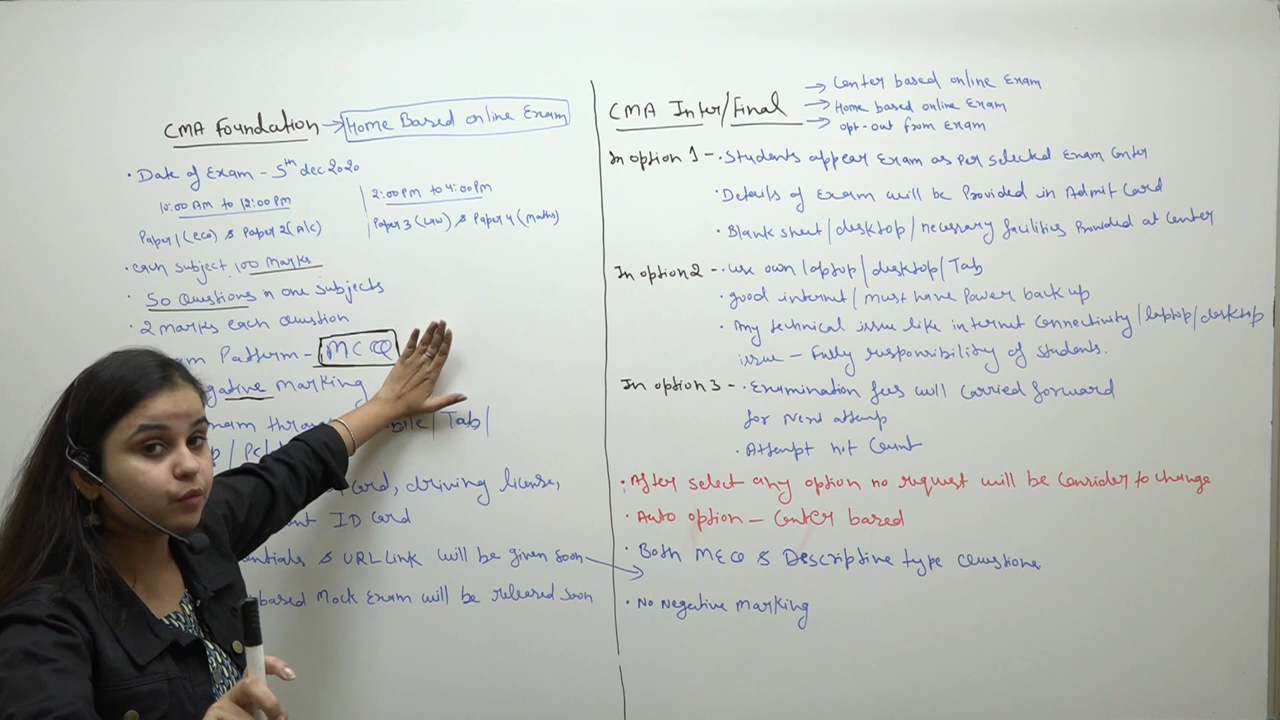 CMA Foundation → Home Based online Exam
• Date of Exam - 5th dec 2020
10:00 AM to 12:00 PM
2:00 PM to 4:00 PM
Paper 1 (eco) & Paper 2 (A/c)
Paper 3 (Law) & Paper 4 (Maths)
• each subject 100 marks
• 50 Questions in one subjects
• 2 marks each Question
am Pattern - MCQ
gative marking
Tab |
p / Pc /
card, driving license,
ID card
entials & URL Link will be given soon
based Mock Exam will be released soon
CMA Inter/Final
→ Center based online Exam
→ Home based online Exam
→ opt-out from Exam
In option 1 - • Students appear Exam as per selected Exam Center
• Details of Exam will be Provided in Admit Card
• Blank sheet / desktop / necessary facilities Provided at Center
In option 2 - • use own laptop / desktop / Tab
• good internet / must have Power back up
• Any technical issue like internet Connectivity / laptop / desktop
issue - Fully responsibility of students.
In option 3 - • Enumination fees will Carried forward
for Next attemp
• Attempt not Count
• After select any option no request will be Consider to change
• Auto option - Center based
• Both MCQ & Descriptive type Questions
• No Negative Marking